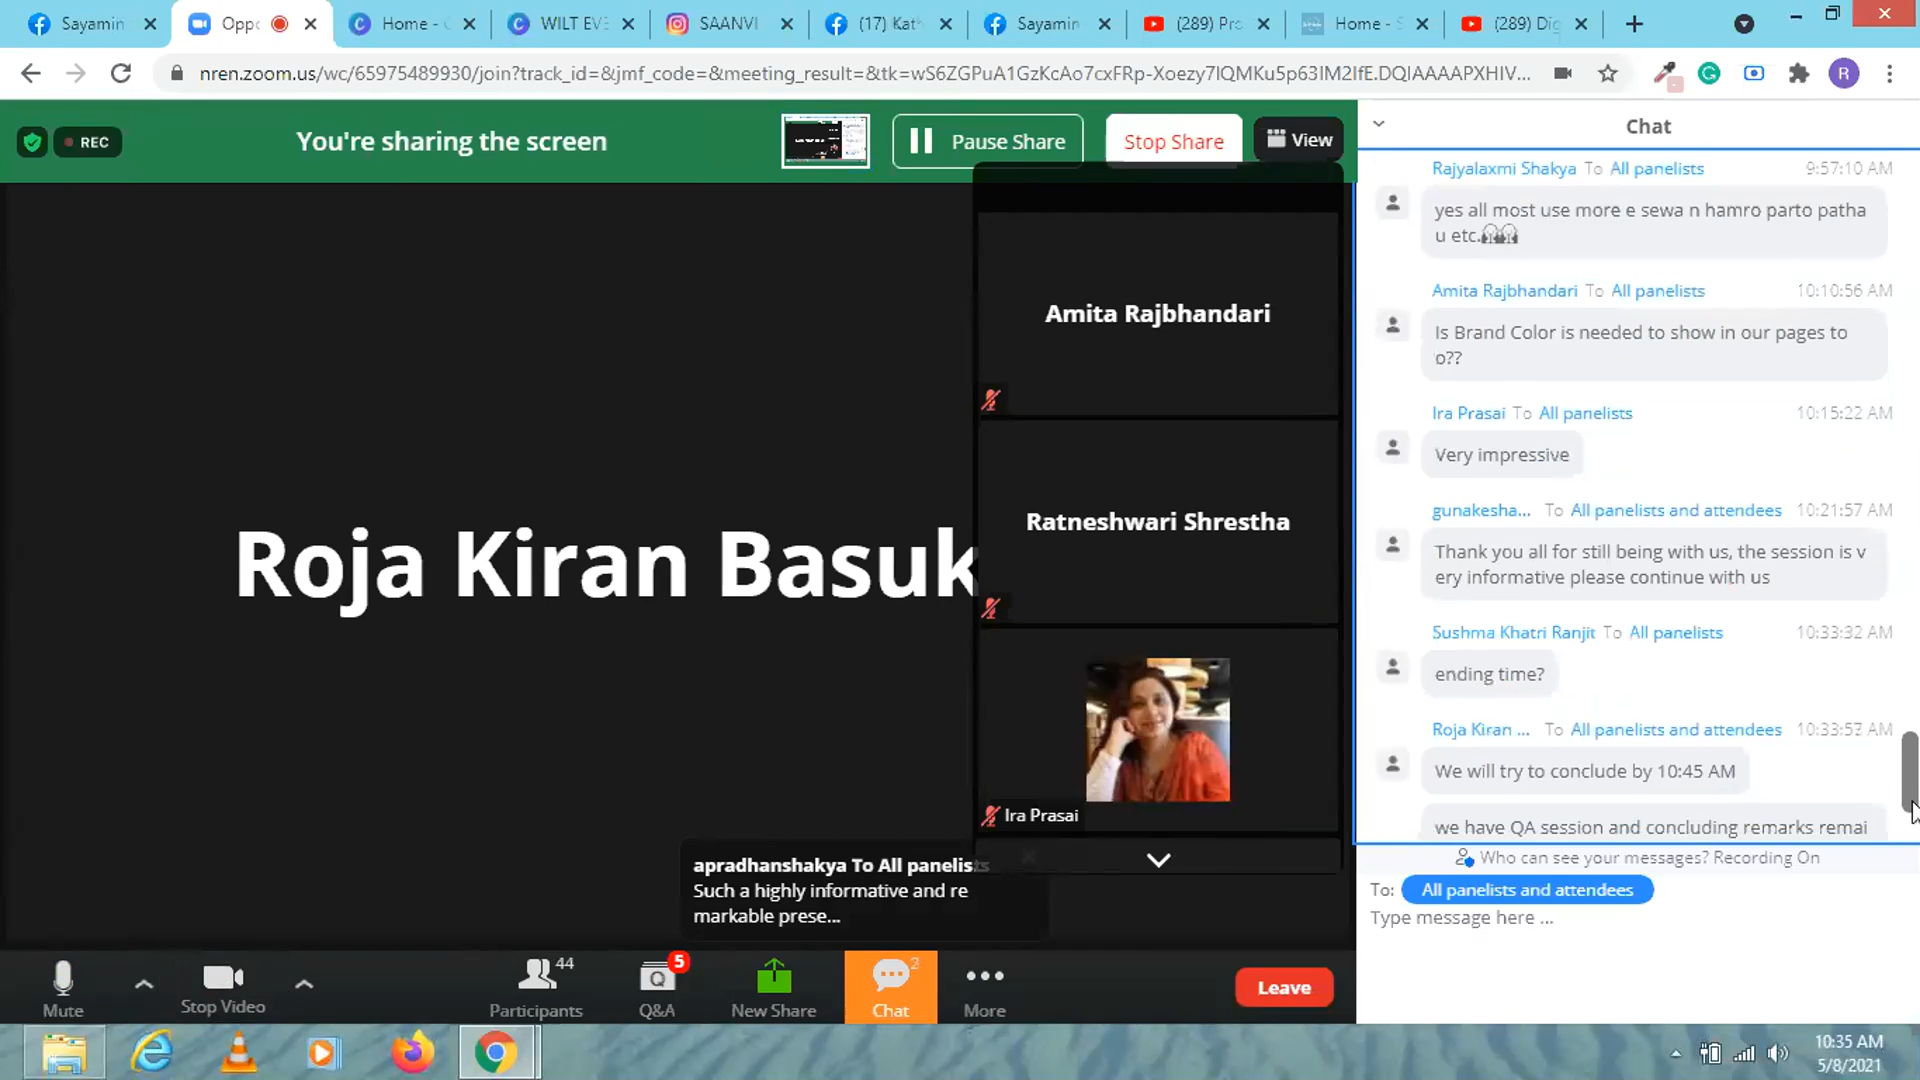 Sayamin
Oppo
Home - C
WILT EVE
SAANVI
(17) Kath
Sayamin
(289) Pro
Home - S
(289) Dig
nren.zoom.us/wc/65975489930/join?track_id=&jmf_code=&meeting_result=&tk=wS6ZGPuA1GzKcAo7cxFRp-Xoezy7lQMKu5p63IM2IfE.DQIAAAAPXHIV...
R
REC
You're sharing the screen
Pause Share
Stop Share
View
Roja Kiran Basuk
Amita Rajbhandari
Ratneshwari Shrestha
Ira Prasai
apradhanshakya To All panelists
Such a highly informative and re
markable prese...
Chat
Rajyalaxmi Shakya To All panelists 9:57:10 AM
yes all most use more e sewa n hamro parto patha
u etc.
Amita Rajbhandari To All panelists 10:10:56 AM
Is Brand Color is needed to show in our pages to
o??
Ira Prasai To All panelists 10:15:22 AM
Very impressive
gunakesha... To All panelists and attendees 10:21:57 AM
Thank you all for still being with us, the session is v
ery informative please continue with us
Sushma Khatri Ranjit To All panelists 10:33:32 AM
ending time?
Roja Kiran ... To All panelists and attendees 10:33:53 AM
We will try to conclude by 10:45 AM
we have QA session and concluding remarks remai
Who can see your messages? Recording On
To: All panelists and attendees
Type message here ...
Mute
Stop Video
44
Participants
5
Q&A
New Share
2
Chat
More
Leave
10:35 AM
5/8/2021